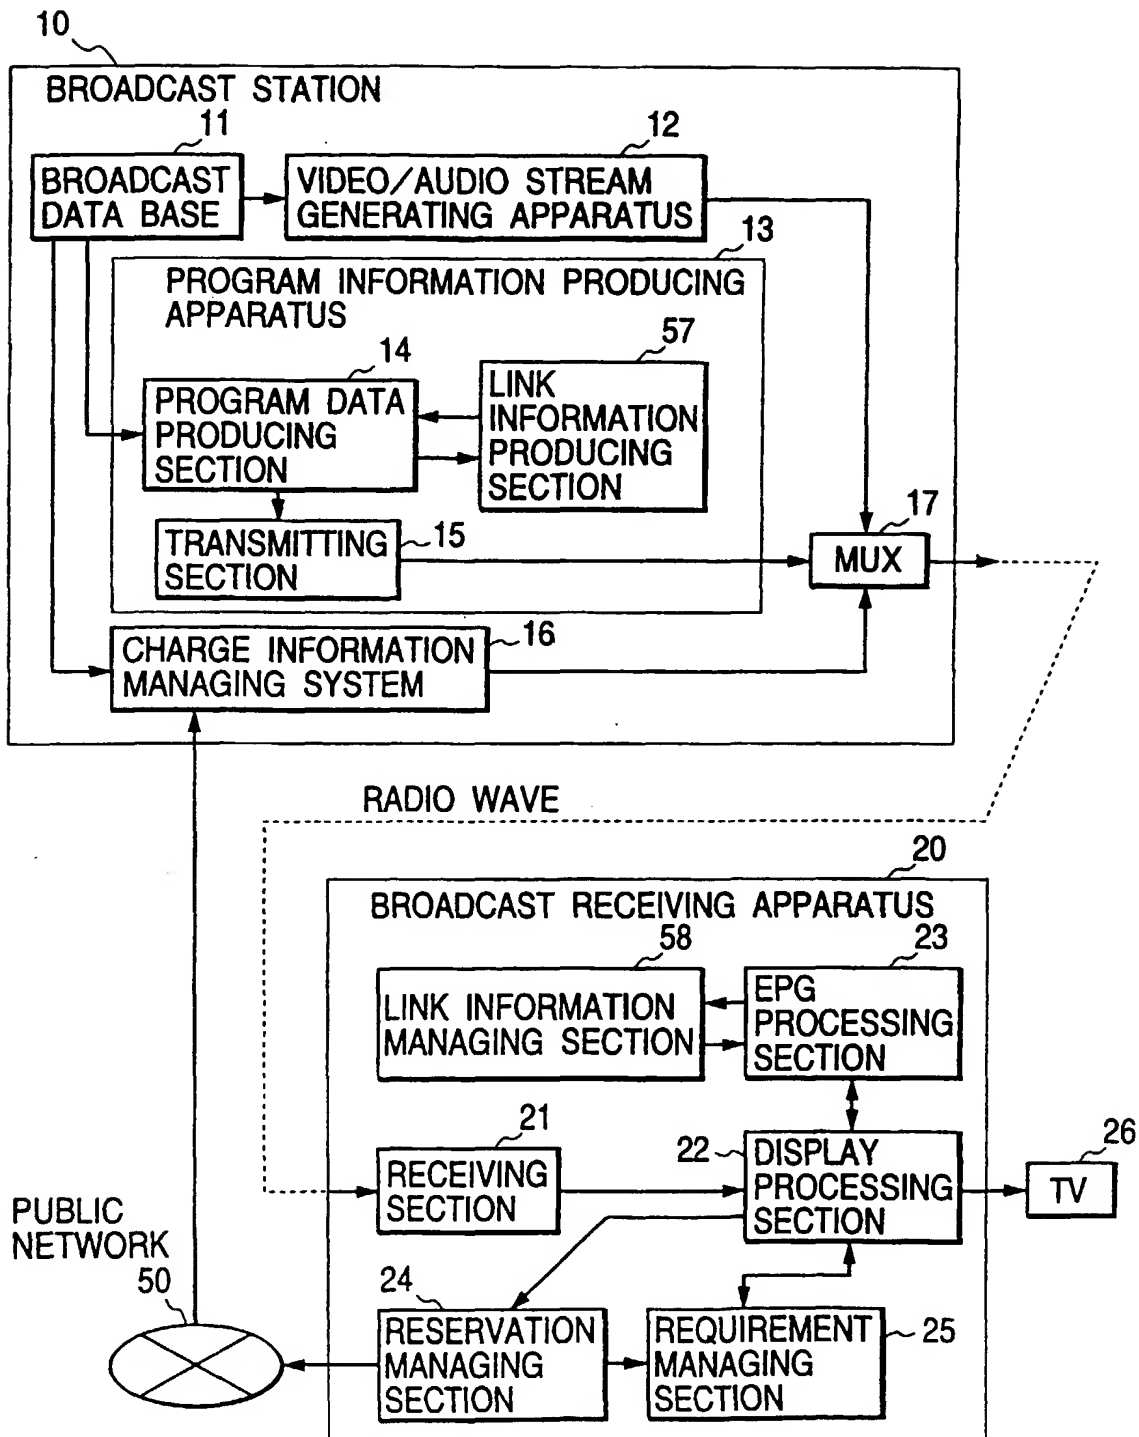 10
BROADCAST STATION
11
12
BROADCAST
DATA BASE
VIDEO/AUDIO STREAM
GENERATING APPARATUS
13
PROGRAM INFORMATION PRODUCING
APPARATUS
14
57
PROGRAM DATA
PRODUCING
SECTION
LINK
INFORMATION
PRODUCING
SECTION
TRANSMITTING
SECTION
15
17
MUX
CHARGE INFORMATION
MANAGING SYSTEM
16
RADIO WAVE
20
BROADCAST RECEIVING APPARATUS
58
23
LINK INFORMATION
MANAGING SECTION
EPG
PROCESSING
SECTION
21
RECEIVING
SECTION
22
DISPLAY
PROCESSING
SECTION
26
TV
PUBLIC
NETWORK
50
24
RESERVATION
MANAGING
SECTION
REQUIREMENT
MANAGING
SECTION
25